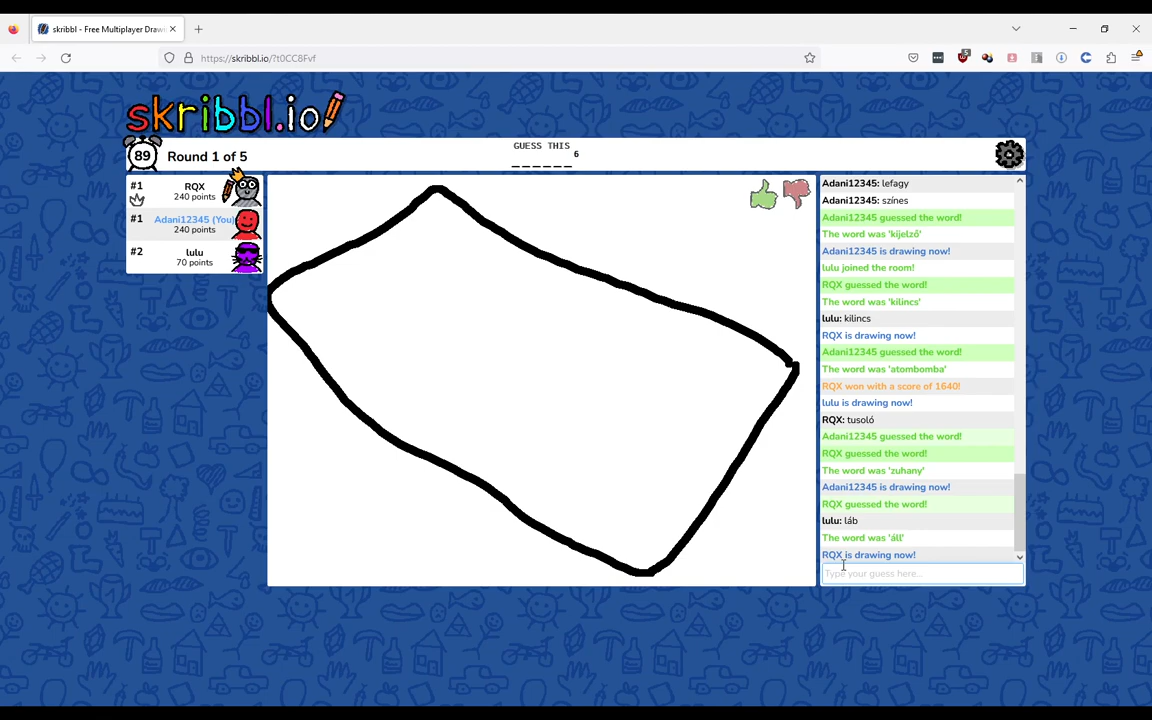 skribbl - Free Multiplayer Drawi
https://skribbl.io/?t0CC8Fvf
5
skribbl.io
89
Round 1 of 5
GUESS THIS
______ 6
#1
RQX
240 points
#1
Adani12345 (You)
240 points
#2
lulu
70 points
Adani12345: lefagy
Adani12345: színes
Adani12345 guessed the word!
The word was 'kijelző'
Adani12345 is drawing now!
lulu joined the room!
RQX guessed the word!
The word was 'kilincs'
lulu: kilincs
RQX is drawing now!
Adani12345 guessed the word!
The word was 'atombomba'
RQX won with a score of 1640!
lulu is drawing now!
RQX: tusoló
Adani12345 guessed the word!
RQX guessed the word!
The word was 'zuhany'
Adani12345 is drawing now!
RQX guessed the word!
lulu: láb
The word was 'áll'
RQX is drawing now!
Type your guess here...